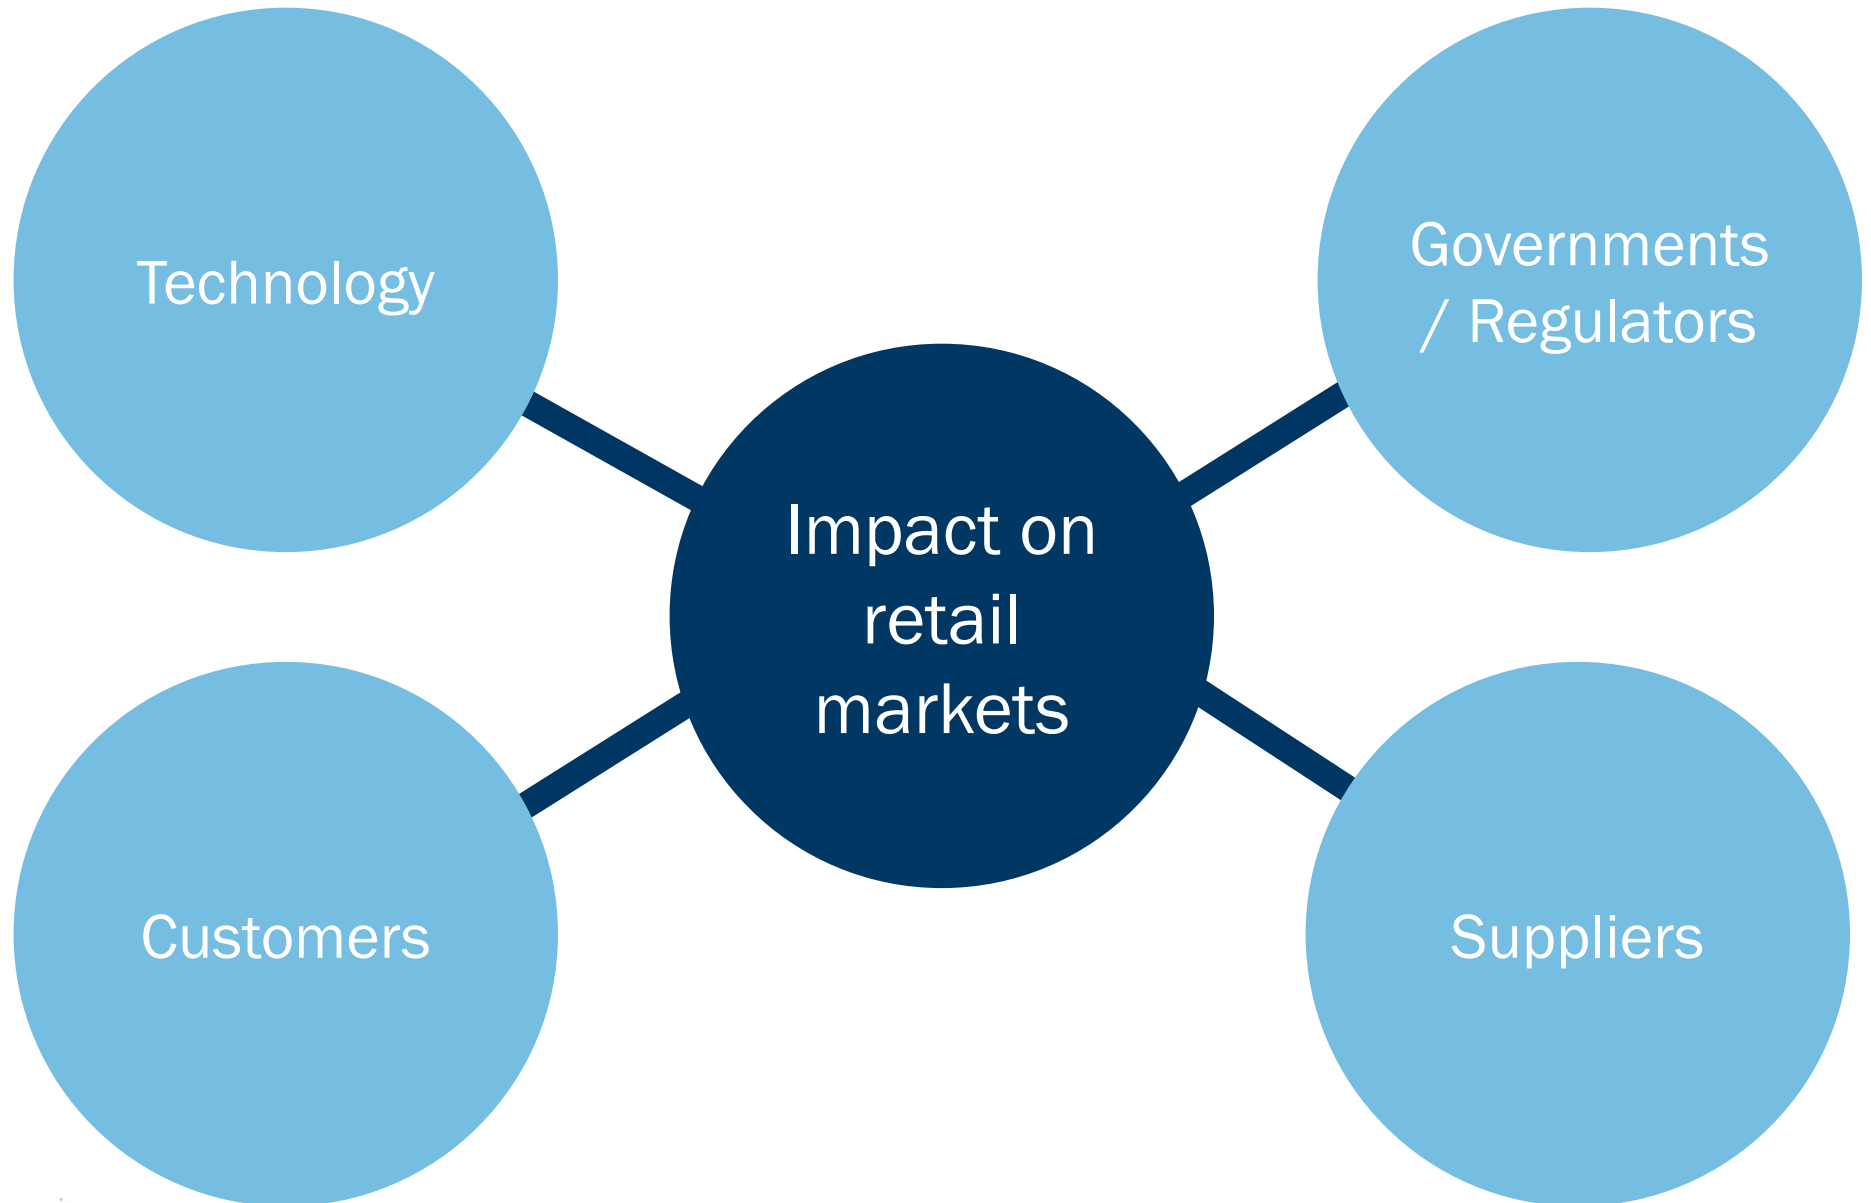 Technology
Governments
/ Regulators
Impact on
retail
markets
Customers
Suppliers